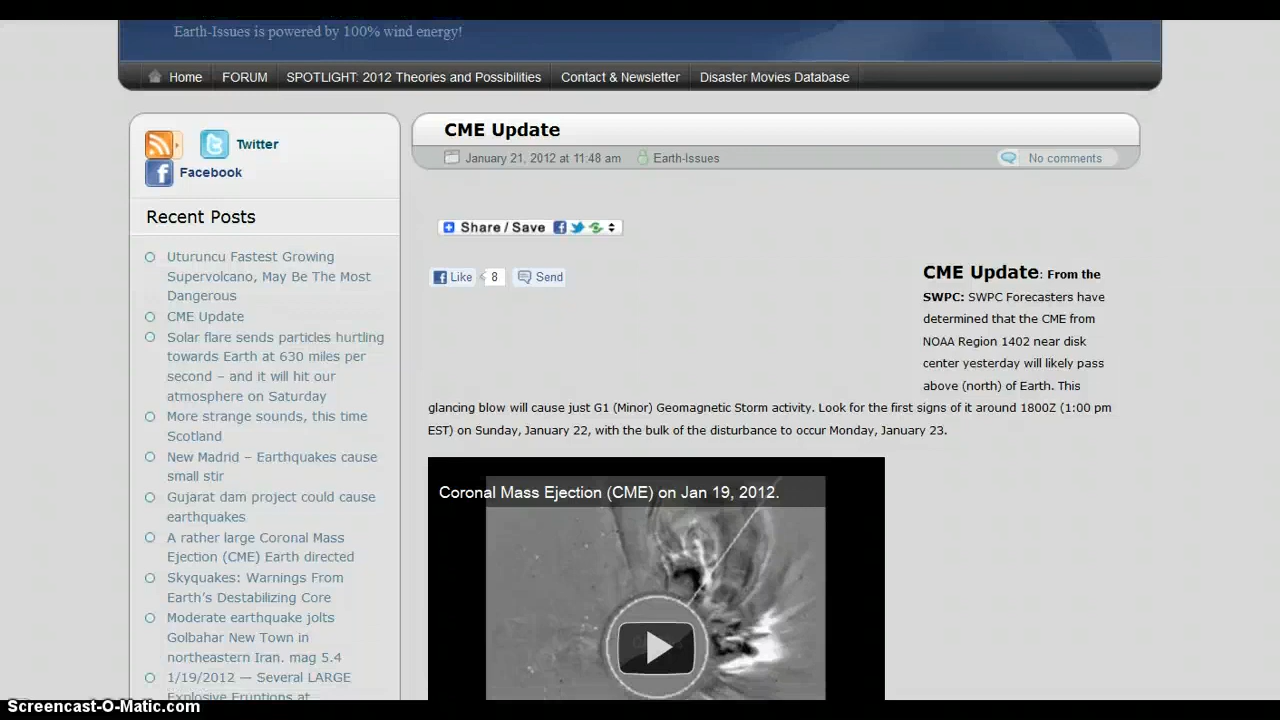 Earth-Issues is powered by 100% wind energy!
Home FORUM SPOTLIGHT: 2012 Theories and Possibilities Contact & Newsletter Disaster Movies Database
Twitter
Facebook
Recent Posts
Uturuncu Fastest Growing
Supervolcano, May Be The Most
Dangerous
CME Update
Solar flare sends particles hurtling
towards Earth at 630 miles per
second – and it will hit our
atmosphere on Saturday
More strange sounds, this time
Scotland
New Madrid – Earthquakes cause
small stir
Gujarat dam project could cause
earthquakes
A rather large Coronal Mass
Ejection (CME) Earth directed
Skyquakes: Warnings From
Earth's Destabilizing Core
Moderate earthquake jolts
Golbahar New Town in
northeastern Iran. mag 5.4
1/19/2012 — Several LARGE
Explosive Eruptions at
CME Update
January 21, 2012 at 11:48 am Earth-Issues No comments
Share / Save
Like 8 Send
CME Update: From the
SWPC: SWPC Forecasters have
determined that the CME from
NOAA Region 1402 near disk
center yesterday will likely pass
above (north) of Earth. This
glancing blow will cause just G1 (Minor) Geomagnetic Storm activity. Look for the first signs of it around 1800Z (1:00 pm
EST) on Sunday, January 22, with the bulk of the disturbance to occur Monday, January 23.
Coronal Mass Ejection (CME) on Jan 19, 2012.
Screencast-O-Matic.com